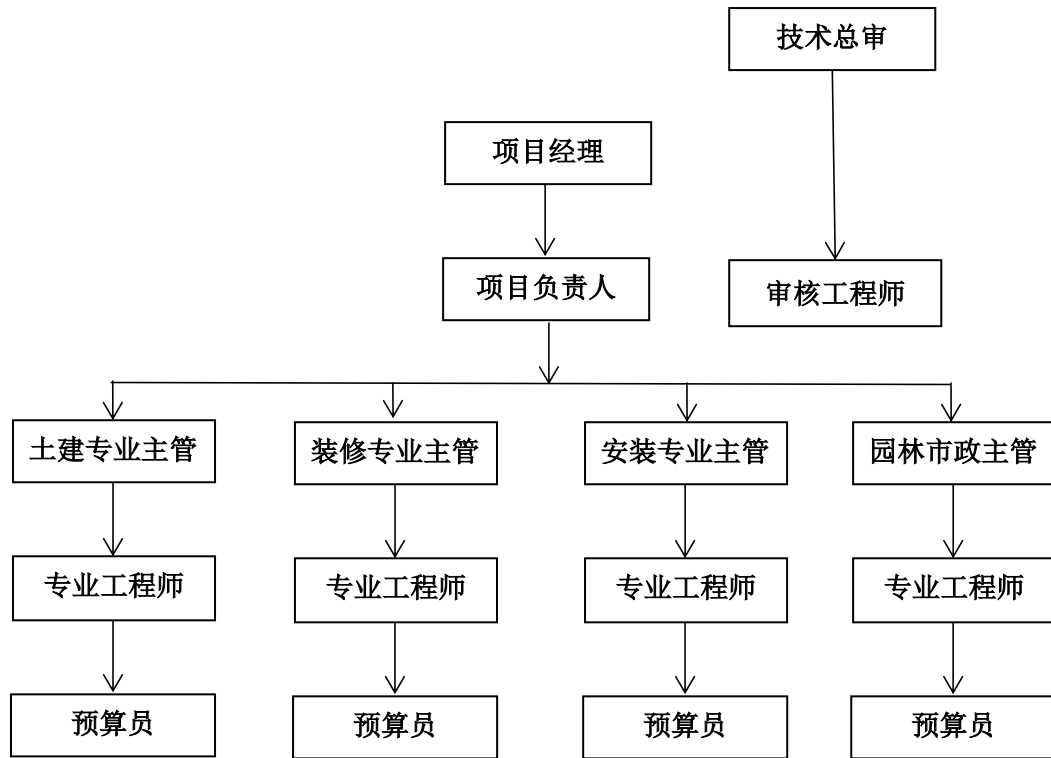 技术总审
项目经理
项目负责人
审核工程师
土建专业主管
装修专业主管
安装专业主管
园林市政主管
专业工程师
专业工程师
专业工程师
专业工程师
预算员
预算员
预算员
预算员